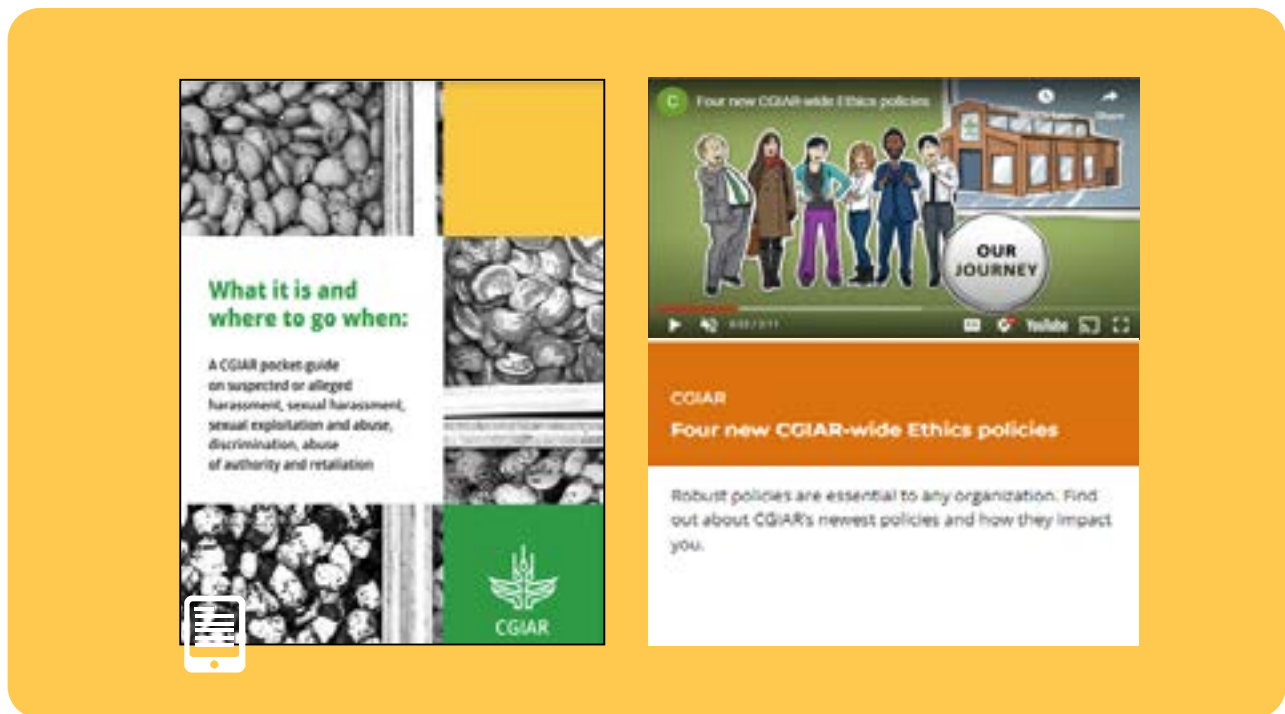 What it is and
where to go when:
A CGIAR pocket guide
on suspected or alleged
harassment, sexual harassment,
sexual exploitation and abuse,
discrimination, abuse
of authority and retaliation
CGIAR
C
Four new CGIAR-wide Ethics policies
Share
OUR
JOURNEY
YouTube
CGIAR
Four new CGIAR-wide Ethics policies
Robust policies are essential to any organization. Find
out about CGIAR's newest policies and how they impact
you.